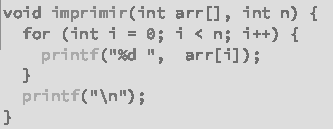 void imprimir(int arr[], int n) {
  for (int i = 0; i < n; i++) {
    printf("%d ",  arr[i]);
  }
  printf("\n");
}